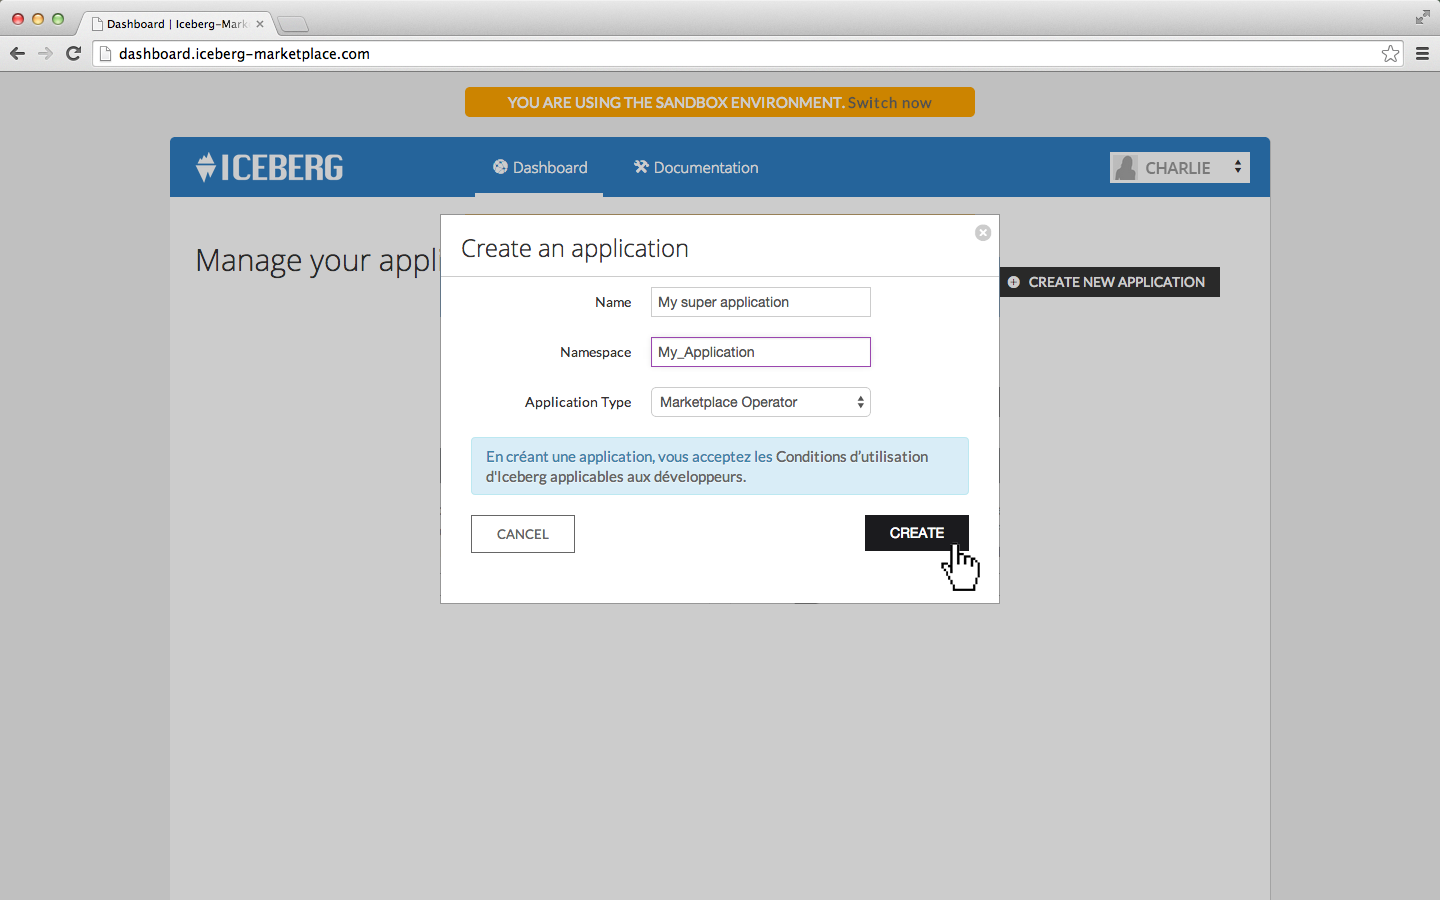 Dashboard | Iceberg-Mark
dashboard.iceberg-marketplace.com
YOU ARE USING THE SANDBOX ENVIRONMENT. Switch now
ICEBERG
Dashboard
Documentation
CHARLIE
Manage your appli
CREATE NEW APPLICATION
Create an application
Name
My super application
Namespace
My_Application
Application Type
Marketplace Operator
En créant une application, vous acceptez les Conditions d'utilisation
d'Iceberg applicables aux développeurs.
CANCEL
CREATE